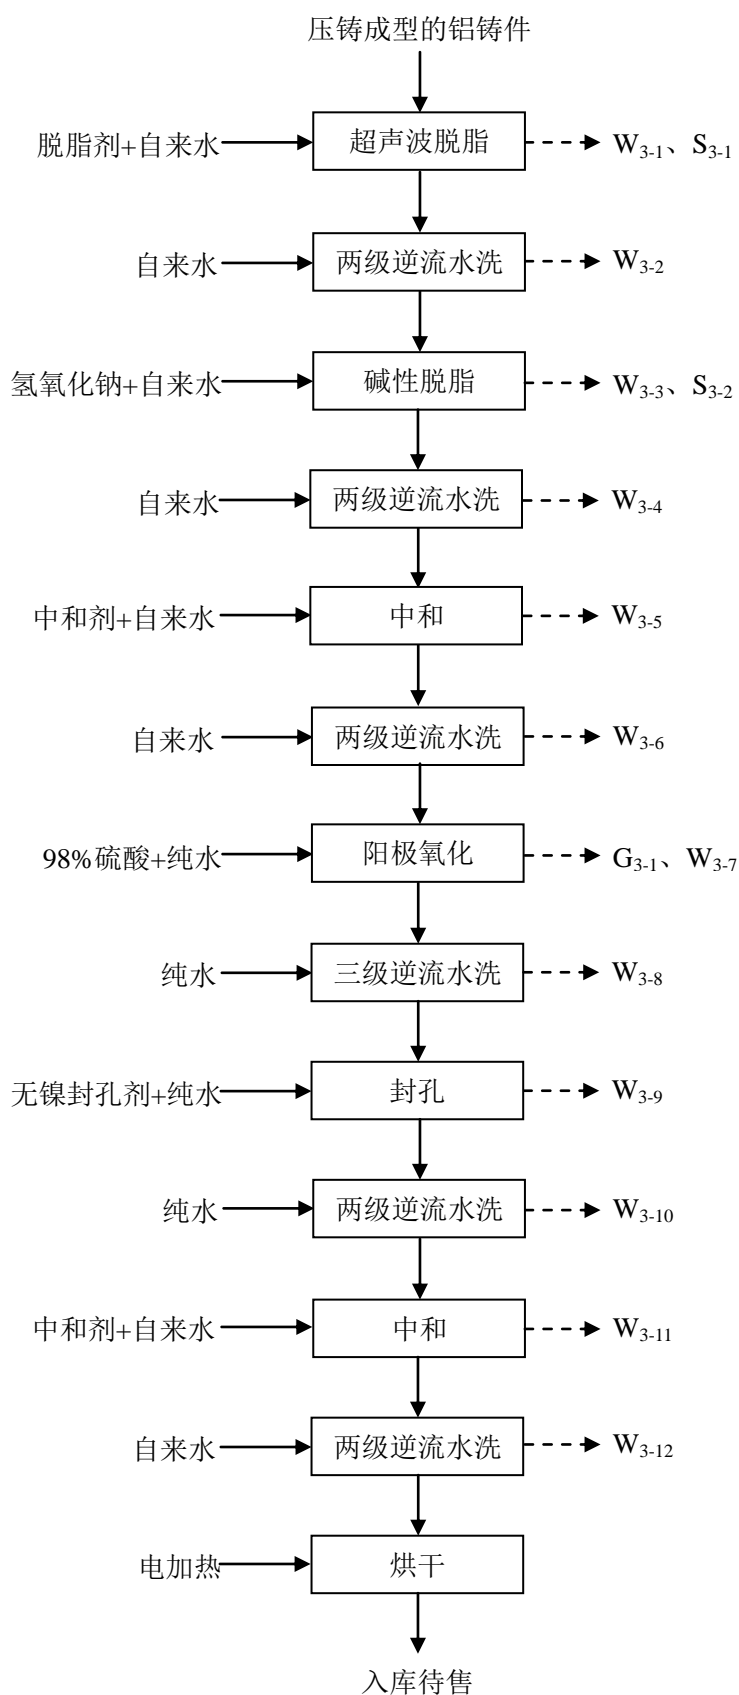 压铸成型的铝铸件
脱脂剂+自来水 超声波脱脂 W3-1、S3-1
自来水 两级逆流水洗 W3-2
氢氧化钠+自来水 碱性脱脂 W3-3、S3-2
自来水 两级逆流水洗 W3-4
中和剂+自来水 中和 W3-5
自来水 两级逆流水洗 W3-6
98%硫酸+纯水 阳极氧化 G3-1、W3-7
纯水 三级逆流水洗 W3-8
无镍封孔剂+纯水 封孔 W3-9
纯水 两级逆流水洗 W3-10
中和剂+自来水 中和 W3-11
自来水 两级逆流水洗 W3-12
电加热 烘干
入库待售